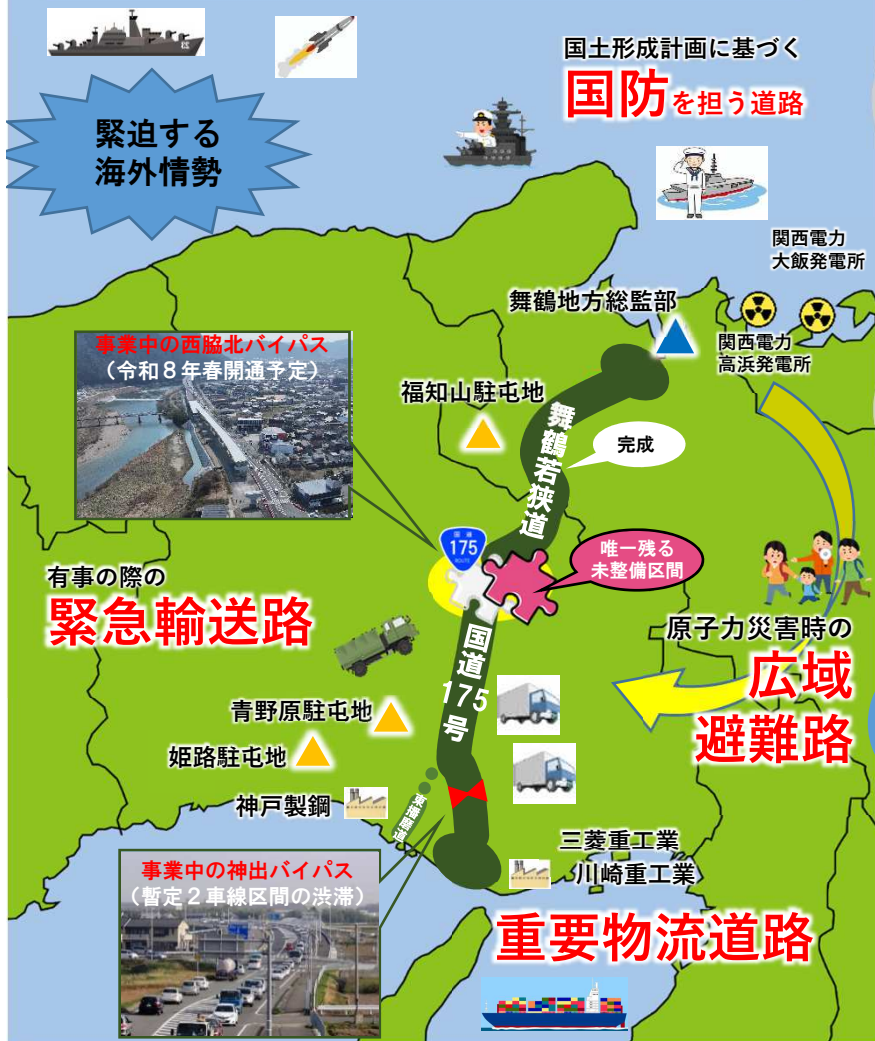 国土形成計画に基づく
国防を担う道路
緊迫する
海外情勢
関西電力
大飯発電所
舞鶴地方総監部
関西電力
高浜発電所
事業中の西脇北バイパス
（令和８年春開通予定）
福知山駐屯地
舞鶴若狭道
完成
国道
175
ROUTE
唯一残る
未整備区間
有事の際の
緊急輸送路
原子力災害時の
広域
避難路
国道175号
青野原駐屯地
姫路駐屯地
神戸製鋼
東播磨道
三菱重工業
川崎重工業
事業中の神出バイパス
（暫定２車線区間の渋滞）
重要物流道路